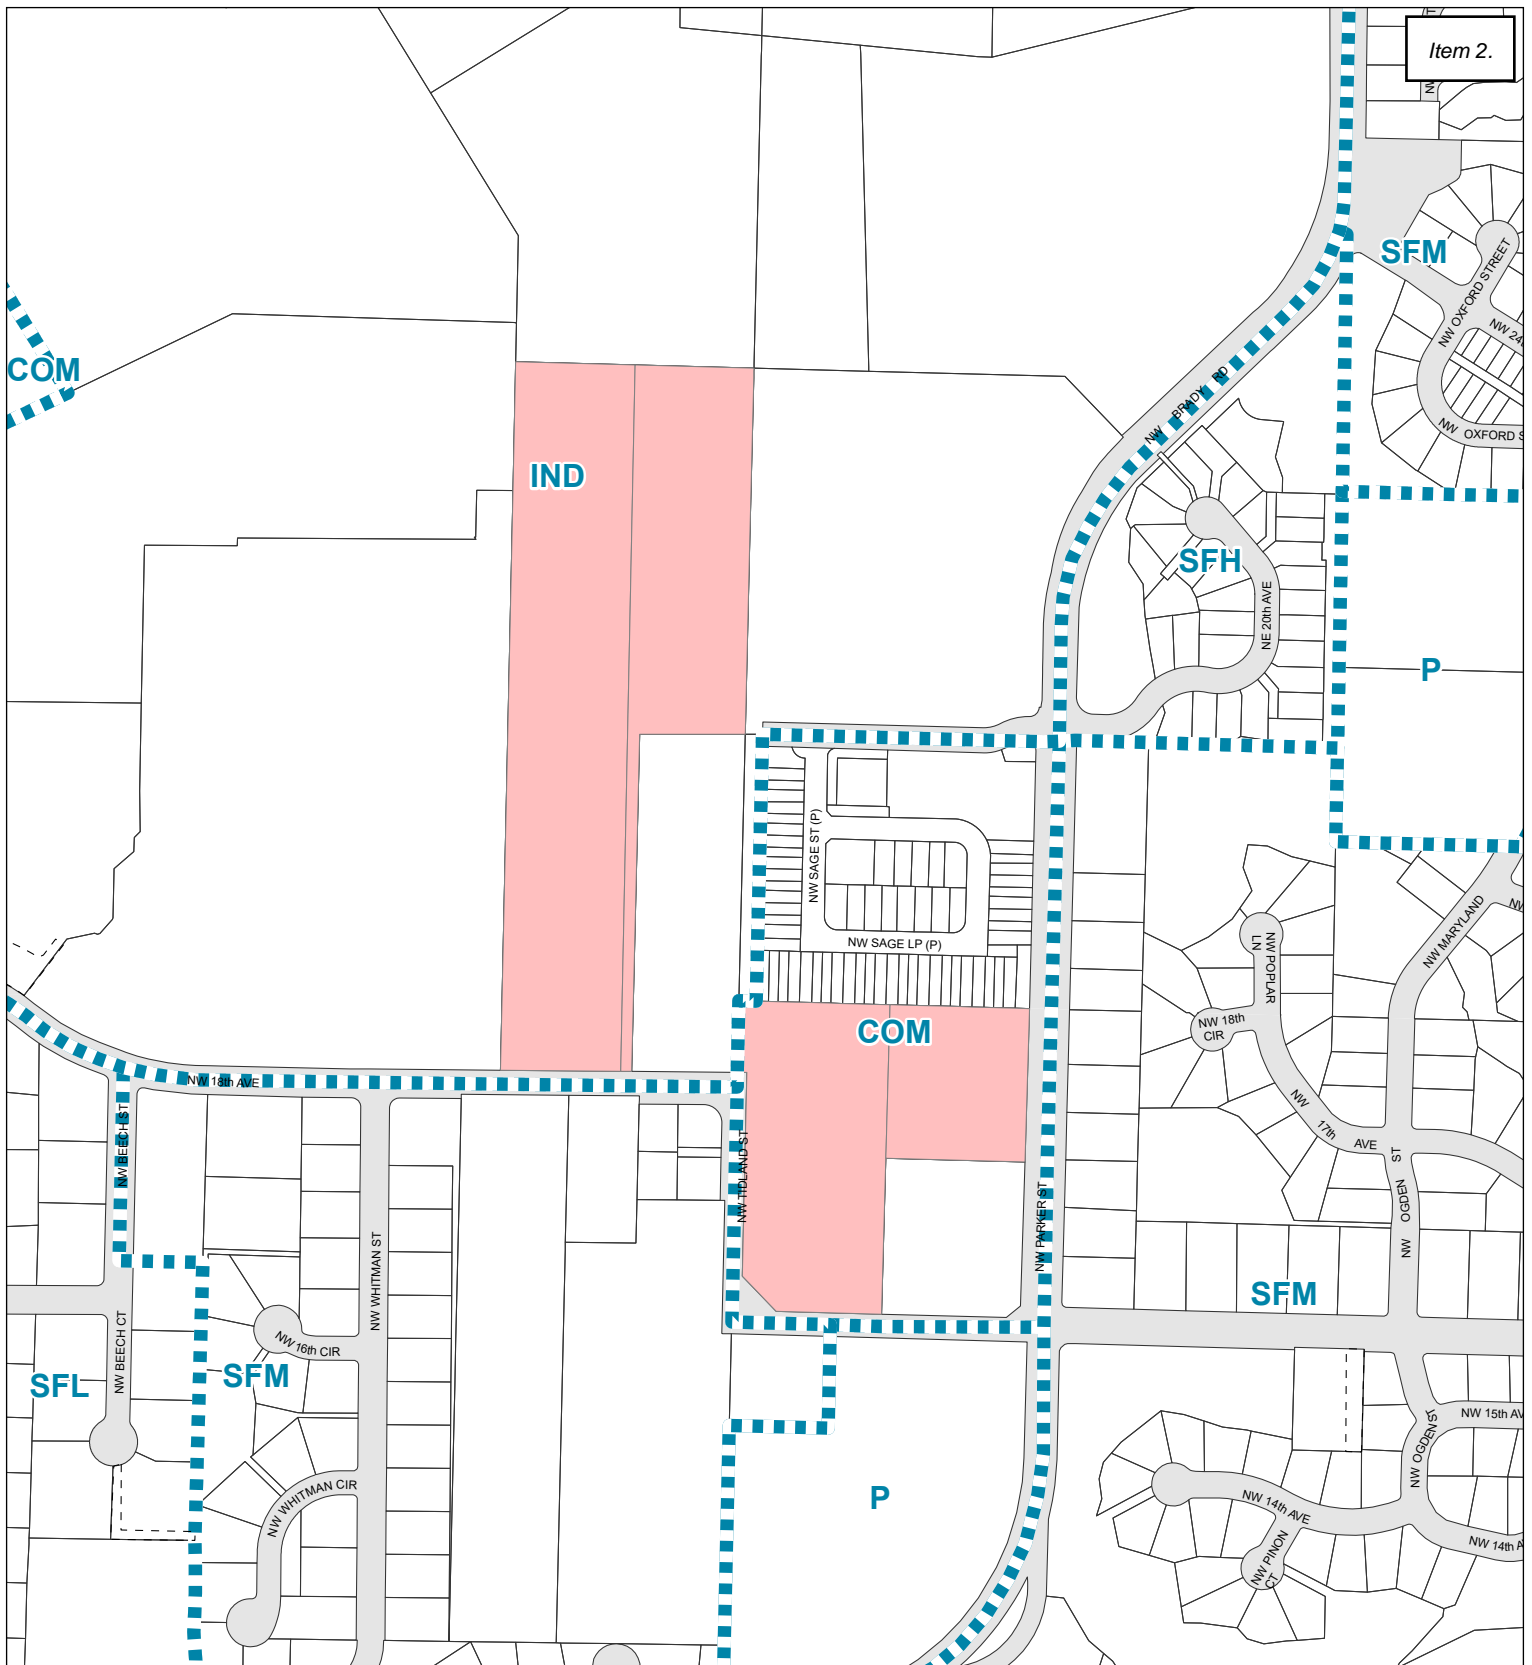 Item 2.
SFM
NW OXFORD STREET
NW
COM
NW BRADY RD
NW OXFORD S
IND
SFH
NE 20th AVE
P
NW SAGE ST (P)
NW SAGE LP (P)
NW MARYLAND
NW POPLAR
LN
NW 18th
CIR
COM
NW 18th AVE
NW BEECH ST
NW TIDLAND ST
NW 17th AVE
NW OGDEN ST
NW PARKER ST
NW WHITMAN ST
SFM
NW BEECH CT
NW 16th CIR
SFL
SFM
NW 15th AV
NW OGDEN ST
NW WHITMAN CIR
P
NW 14th AVE
NW 14th A
NW PINON
CT